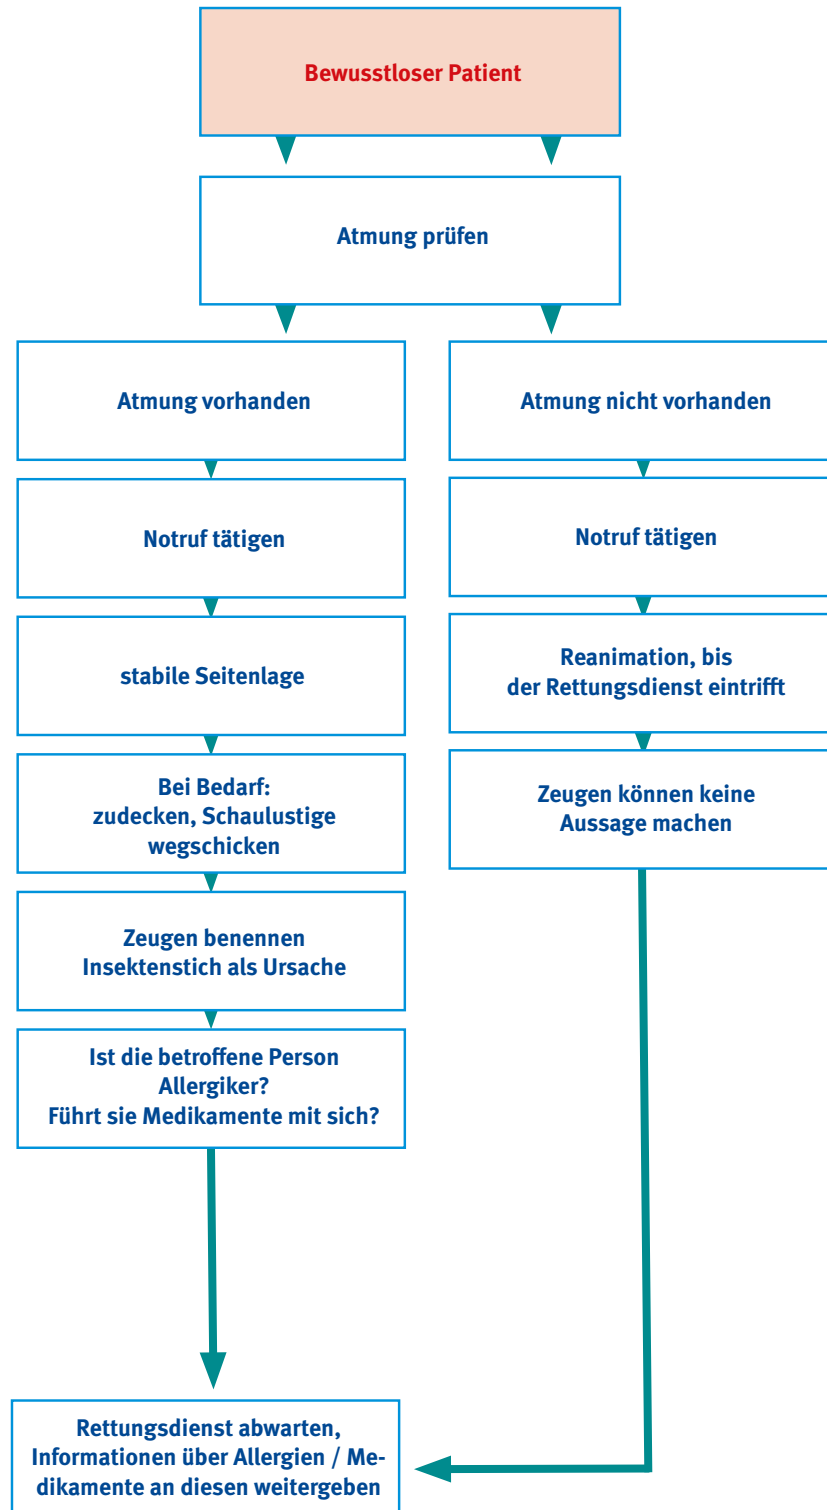 Bewusstloser Patient
Atmung prüfen
Atmung vorhanden
Notruf tätigen
stabile Seitenlage
Bei Bedarf:
zudecken, Schaulustige
wegschicken
Zeugen benennen
Insektenstich als Ursache
Ist die betroffene Person
Allergiker?
Führt sie Medikamente mit sich?
Atmung nicht vorhanden
Notruf tätigen
Reanimation, bis
der Rettungsdienst eintrifft
Zeugen können keine
Aussage machen
Rettungsdienst abwarten,
Informationen über Allergien / Me-
dikamente an diesen weitergeben